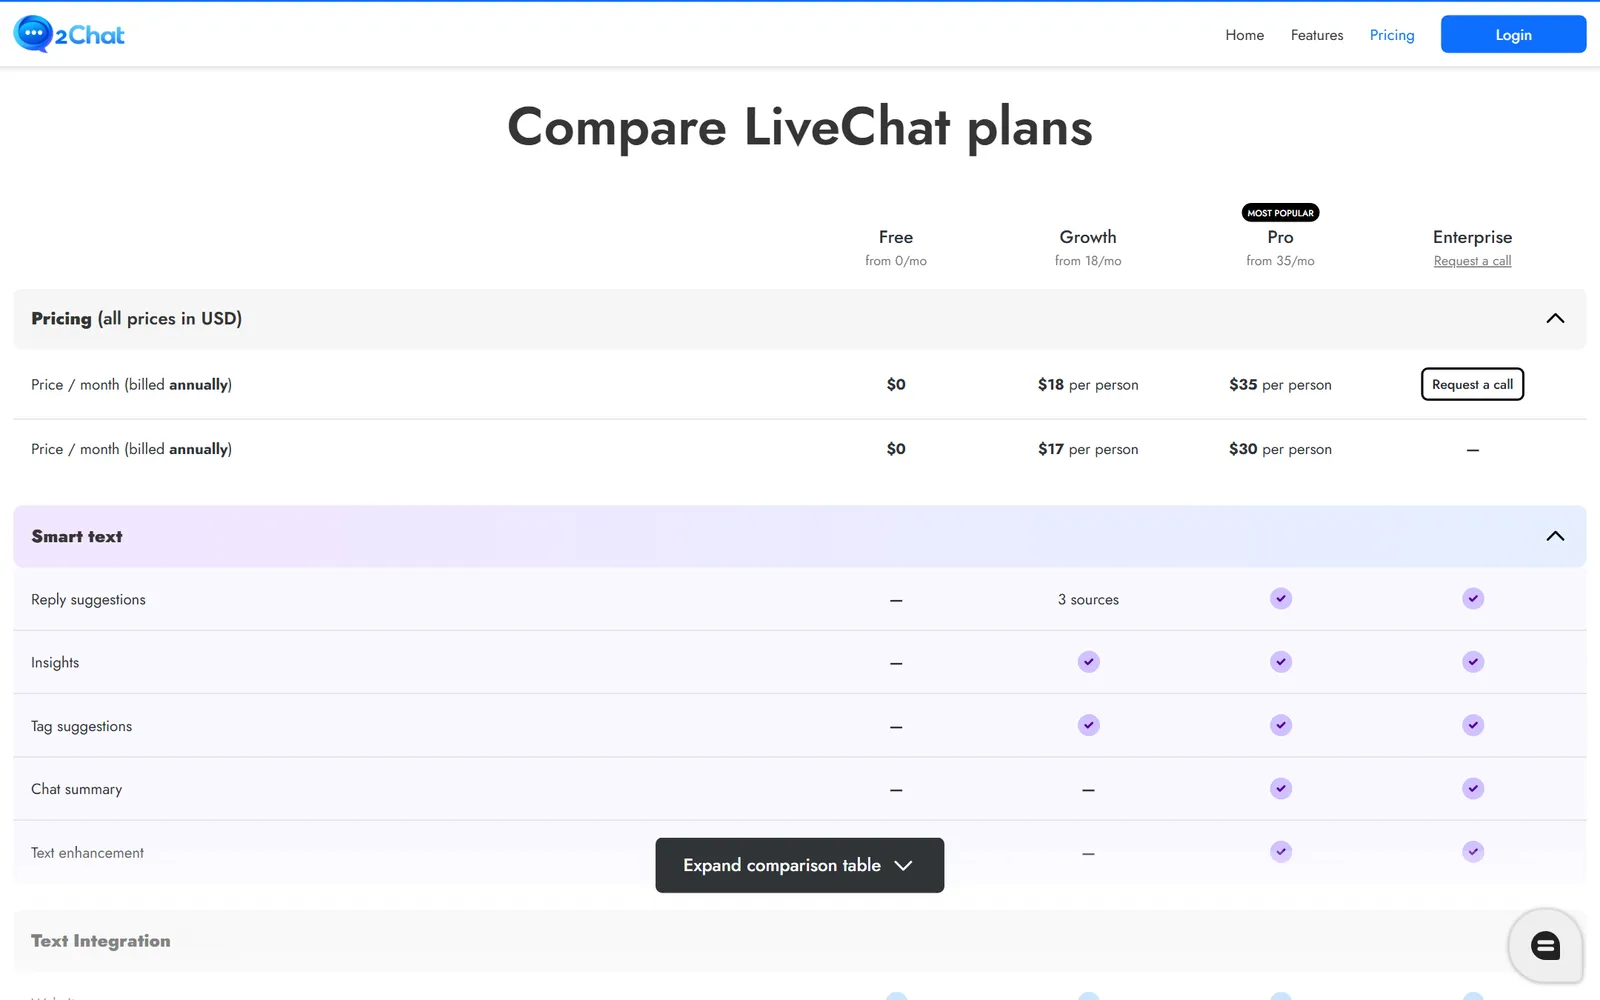 2Chat
Home Features Pricing Login
Compare LiveChat plans
MOST POPULAR
Free Growth Pro Enterprise
from 0/mo from 18/mo from 35/mo Request a call
Pricing (all prices in USD)
Price / month (billed annually) $0 $18 per person $35 per person Request a call
Price / month (billed annually) $0 $17 per person $30 per person —
Smart text
Reply suggestions — 3 sources
Insights —
Tag suggestions —
Chat summary — —
Text enhancement —
Expand comparison table
Text Integration